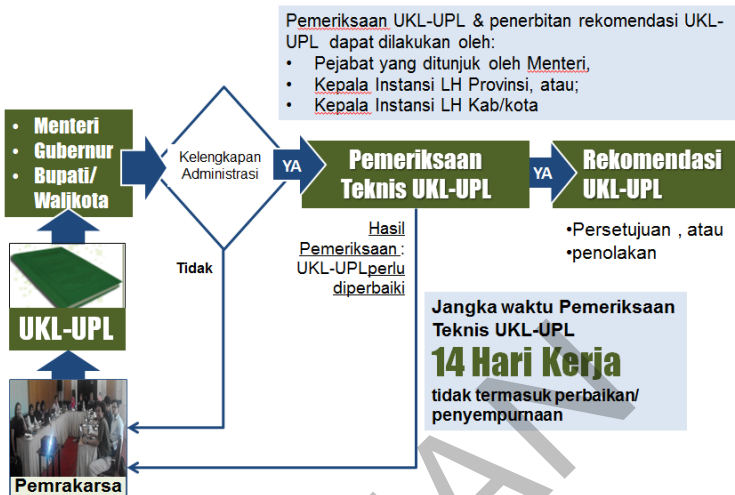 Pemeriksaan UKL-UPL & penerbitan rekomendasi UKL-
UPL dapat dilakukan oleh:
• Pejabat yang ditunjuk oleh Menteri,
• Kepala Instansi LH Provinsi, atau;
• Kepala Instansi LH Kab/kota
• Menteri
• Gubernur
• Bupati/
Walikota
Kelengkapan
Administrasi
YA
Pemeriksaan
Teknis UKL-UPL
YA
Rekomendasi
UKL-UPL
•Persetujuan , atau
•penolakan
Hasil
Pemeriksaan :
UKL-UPLperlu
diperbaiki
Tidak
UKL-UPL
Jangka waktu Pemeriksaan
Teknis UKL-UPL
14 Hari Kerja
tidak termasuk perbaikan/
penyempurnaan
Pemrakarsa